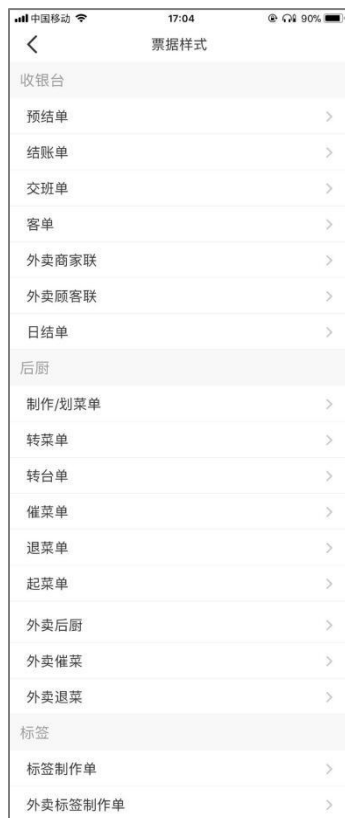 中国移动 17:04 90%
票据样式
收银台
预结单
结账单
交班单
客单
外卖商家联
外卖顾客联
日结单
后厨
制作/划菜单
转菜单
转台单
催菜单
退菜单
起菜单
外卖后厨
外卖催菜
外卖退菜
标签
标签制作单
外卖标签制作单